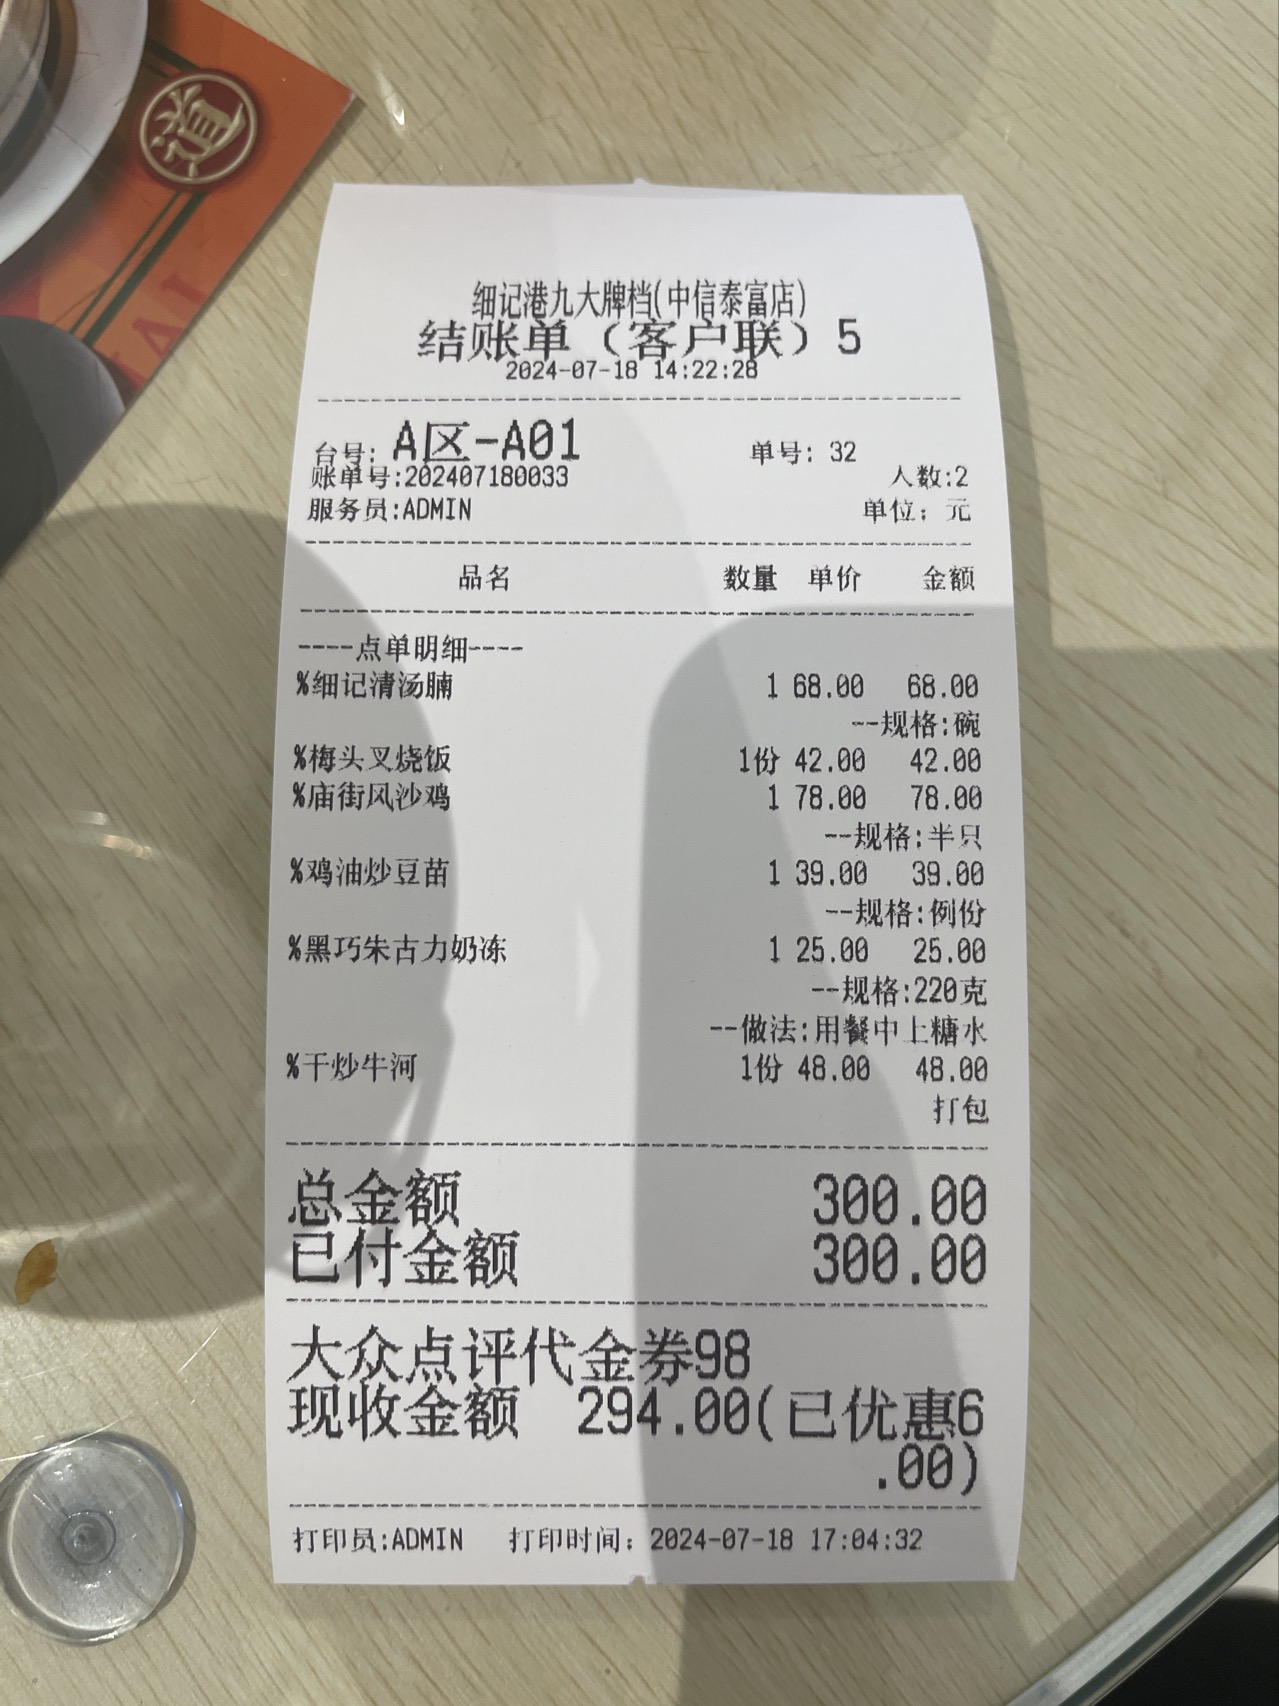 细记港九大牌档(中信泰富店)
结账单（客户联）5
2024-07-18 14:22:28
台号: A区-A01 单号: 32
账单号:202407180033 人数:2
服务员:ADMIN 单位: 元
品名 数量 单价 金额
----点单明细----
%细记清汤腩 1 68.00 68.00
--规格:碗
%梅头叉烧饭 1份 42.00 42.00
%庙街风沙鸡 1 78.00 78.00
--规格:半只
%鸡油炒豆苗 1 39.00 39.00
--规格:例份
%黑巧朱古力奶冻 1 25.00 25.00
--规格:220克
--做法:用餐中上糖水
%干炒牛河 1份 48.00 48.00
打包
总金额 300.00
已付金额 300.00
大众点评代金券98
现收金额 294.00(已优惠6
.00)
打印员:ADMIN 打印时间: 2024-07-18 17:04:32